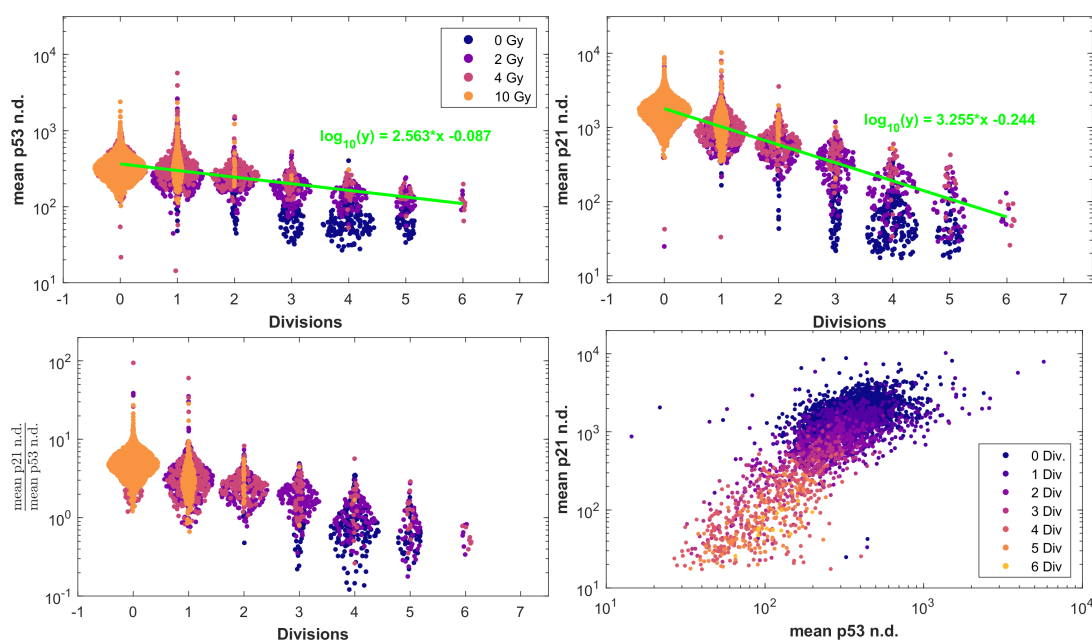 mean p53 n.d.
10^4
10^3
10^2
10^1
-1 0 1 2 3 4 5 6 7
Divisions
0 Gy
2 Gy
4 Gy
10 Gy
log10(y) = 2.563*x -0.087
mean p21 n.d.
10^4
10^3
10^2
10^1
-1 0 1 2 3 4 5 6 7
Divisions
log10(y) = 3.255*x -0.244
mean p21 n.d.
mean p53 n.d.
10^2
10^1
10^0
10^-1
-1 0 1 2 3 4 5 6 7
Divisions
mean p21 n.d.
10^4
10^3
10^2
10^1
0 Div.
1 Div
2 Div
3 Div
4 Div
5 Div
6 Div
10^1 10^2 10^3 10^4
mean p53 n.d.